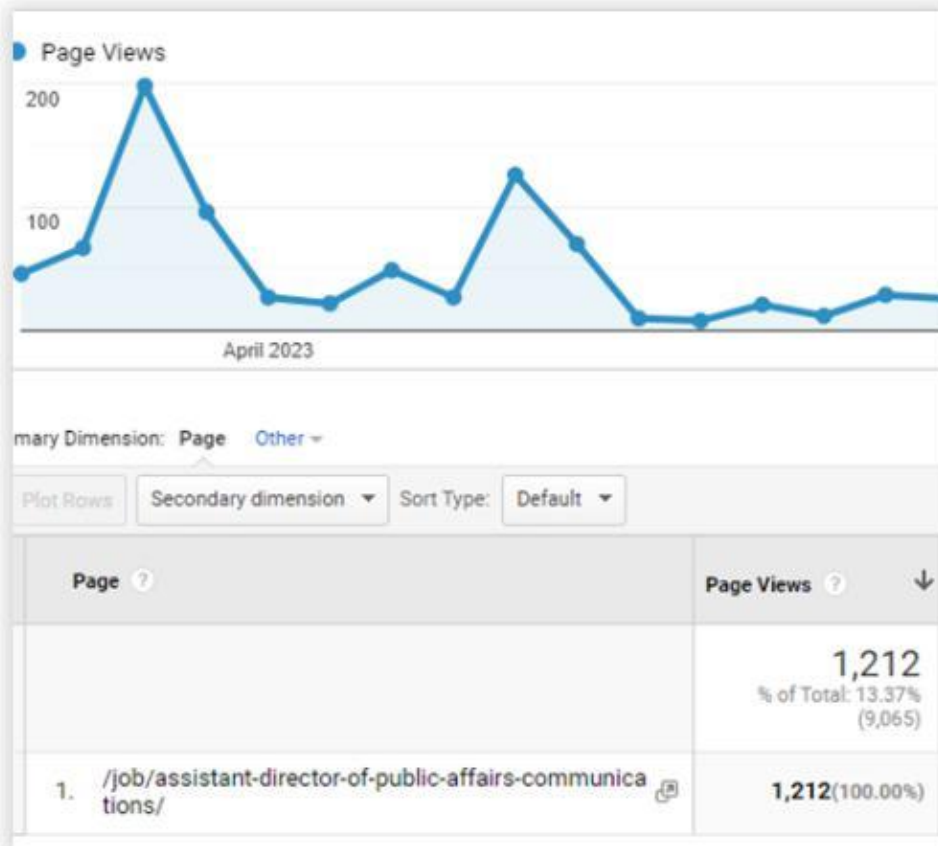 Page Views
200
100
April 2023
mary Dimension: Page Other
Plot Rows Secondary dimension Sort Type: Default
Page ? Page Views ?
1,212
% of Total: 13.37%
(9,065)
1. /job/assistant-director-of-public-affairs-communica
tions/
1,212(100.00%)